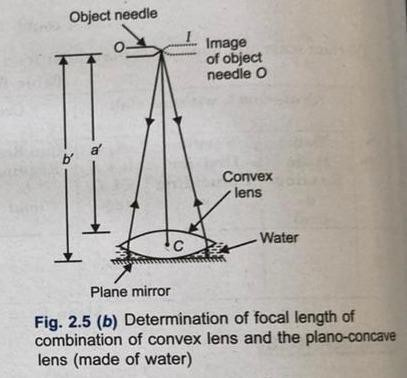 Object needle
O
I
Image
of object
needle O
b'
a'
Convex
lens
C
Water
Plane mirror
Fig. 2.5 (b) Determination of focal length of
combination of convex lens and the plano-concave
lens (made of water)